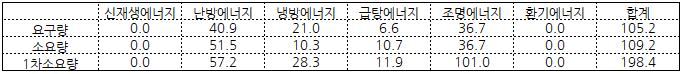 신재생에너지 난방에너지 냉방에너지 급탕에너지 조명에너지 환기에너지 합계
요구량 0.0 40.9 21.0 6.6 36.7 0.0 105.2
소요량 0.0 51.5 10.3 10.7 36.7 0.0 109.2
1차소요량 0.0 57.2 28.3 11.9 101.0 0.0 198.4